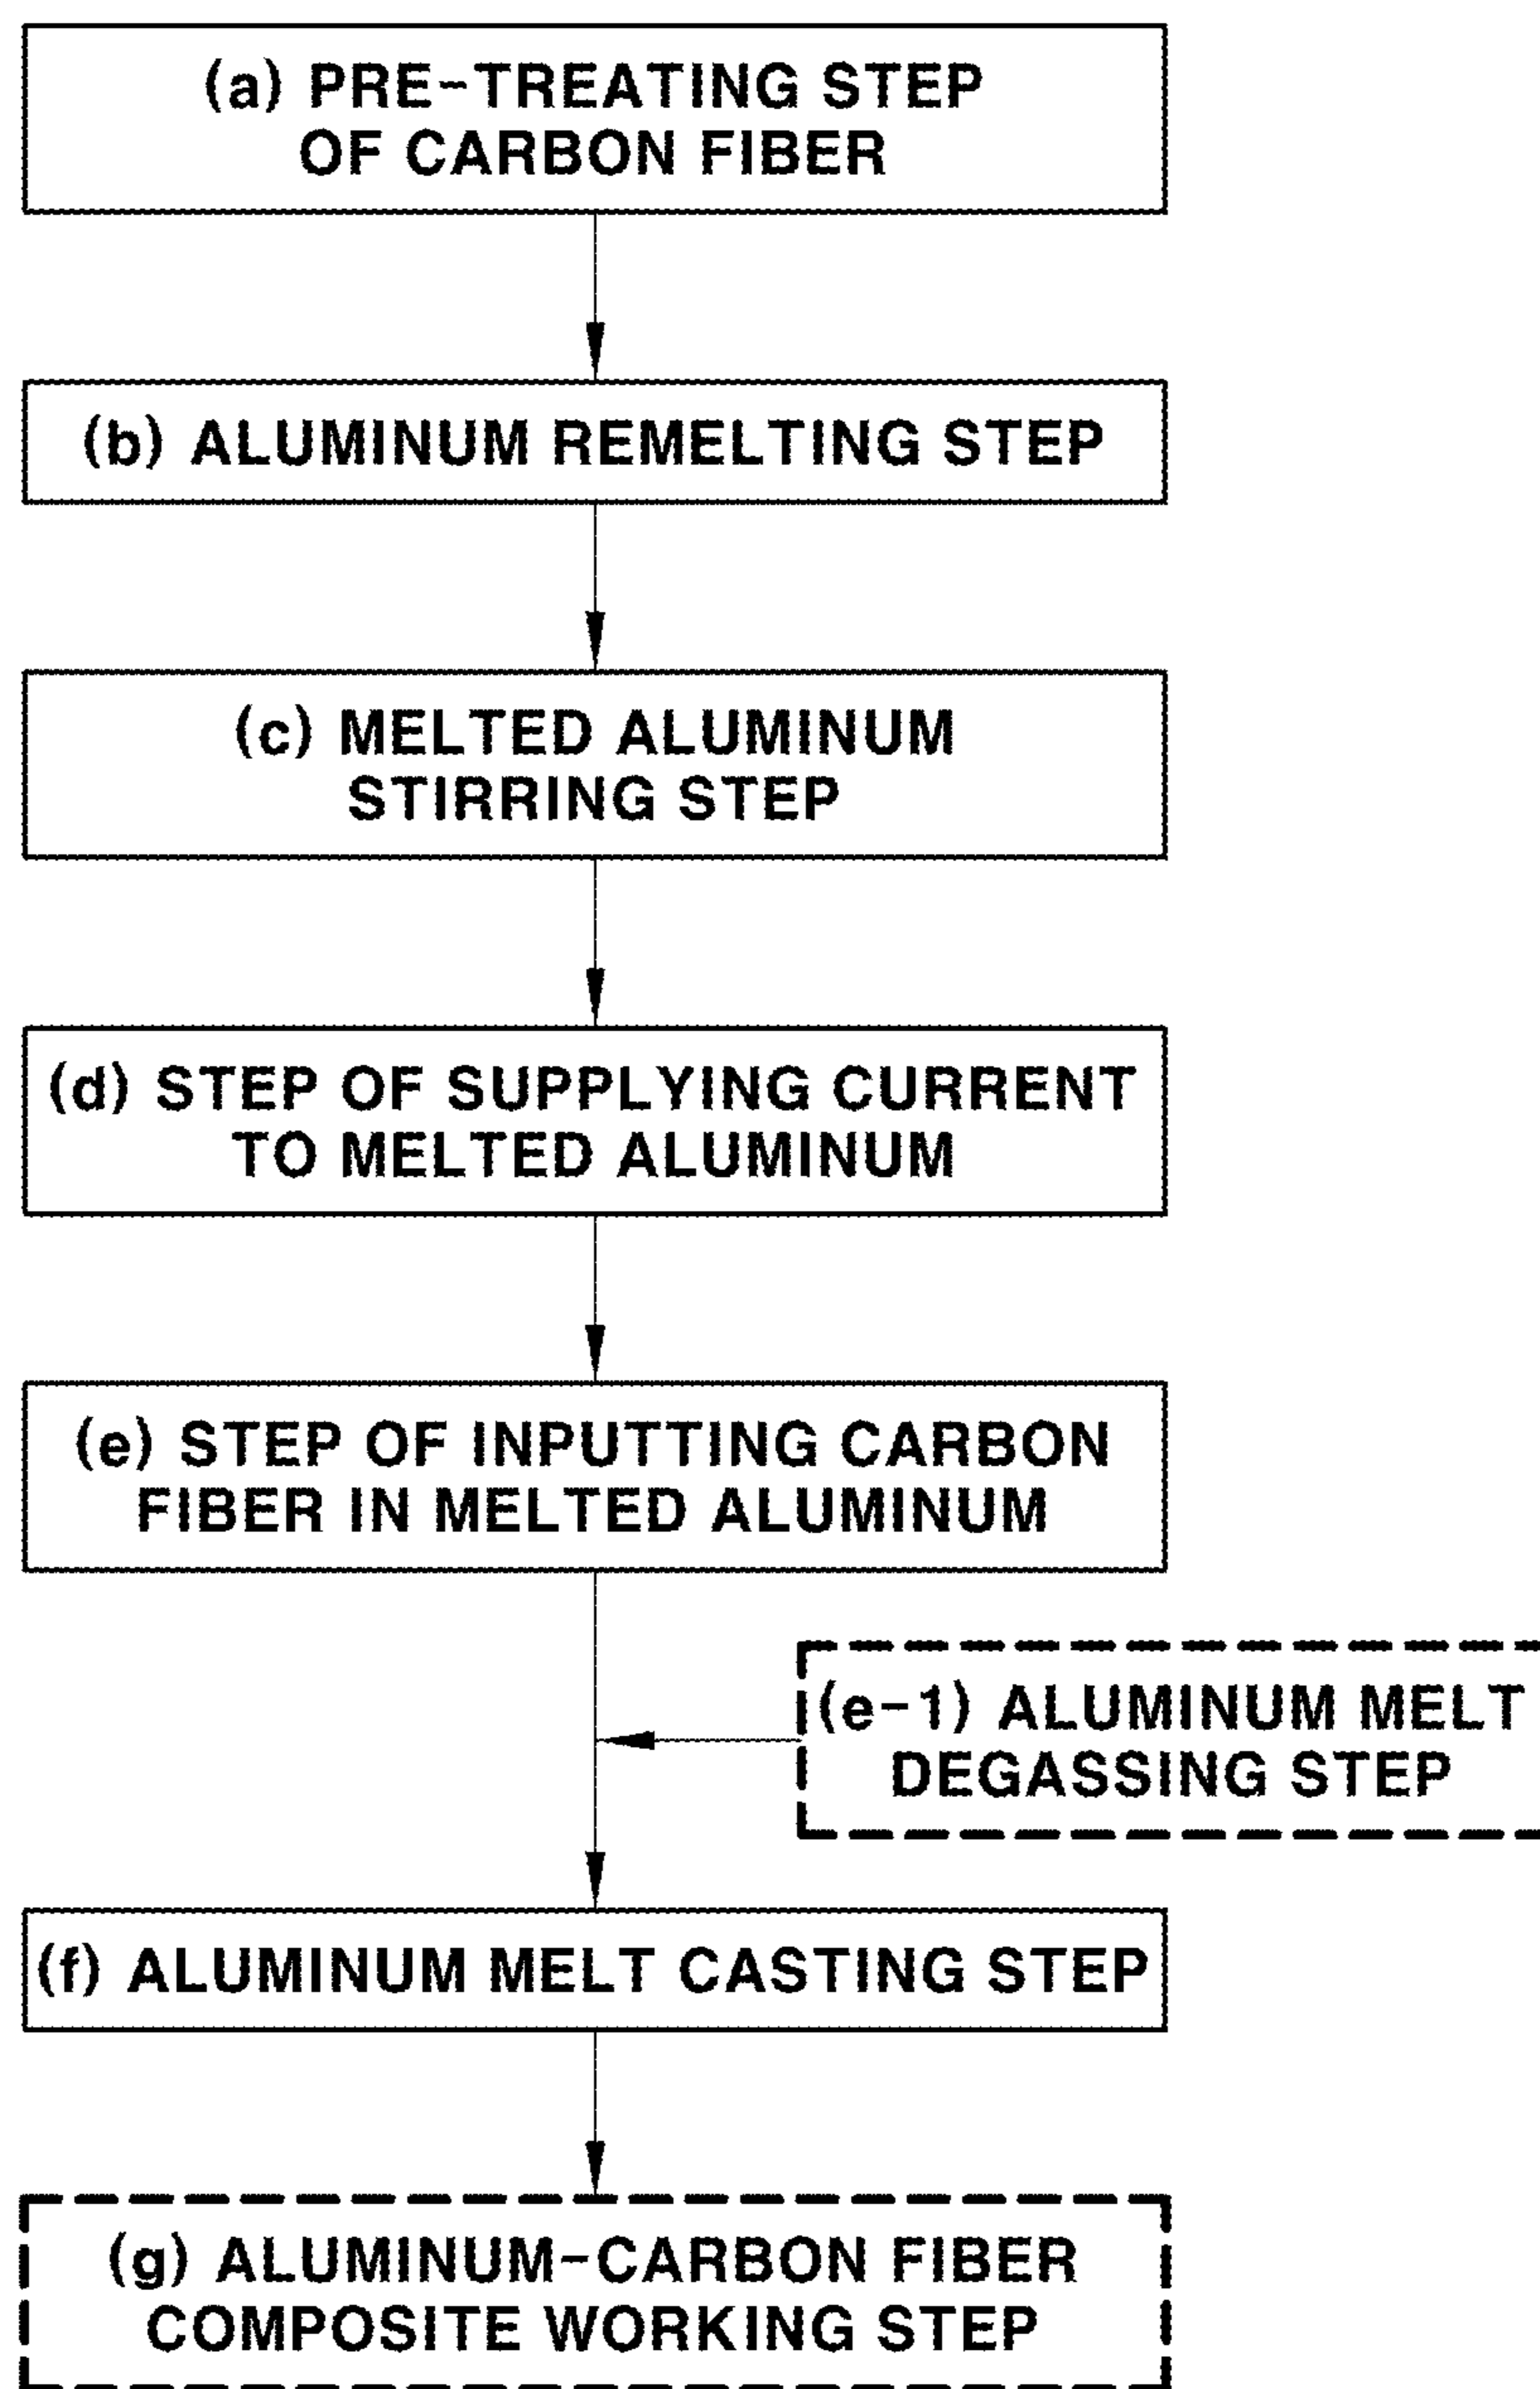 (a) PRE-TREATING STEP
OF CARBON FIBER
(b) ALUMINUM REMELTING STEP
(c) MELTED ALUMINUM
STIRRING STEP
(d) STEP OF SUPPLYING CURRENT
TO MELTED ALUMINUM
(e) STEP OF INPUTTING CARBON
FIBER IN MELTED ALUMINUM
(e-1) ALUMINUM MELT
DEGASSING STEP
(f) ALUMINUM MELT CASTING STEP
(g) ALUMINUM-CARBON FIBER
COMPOSITE WORKING STEP